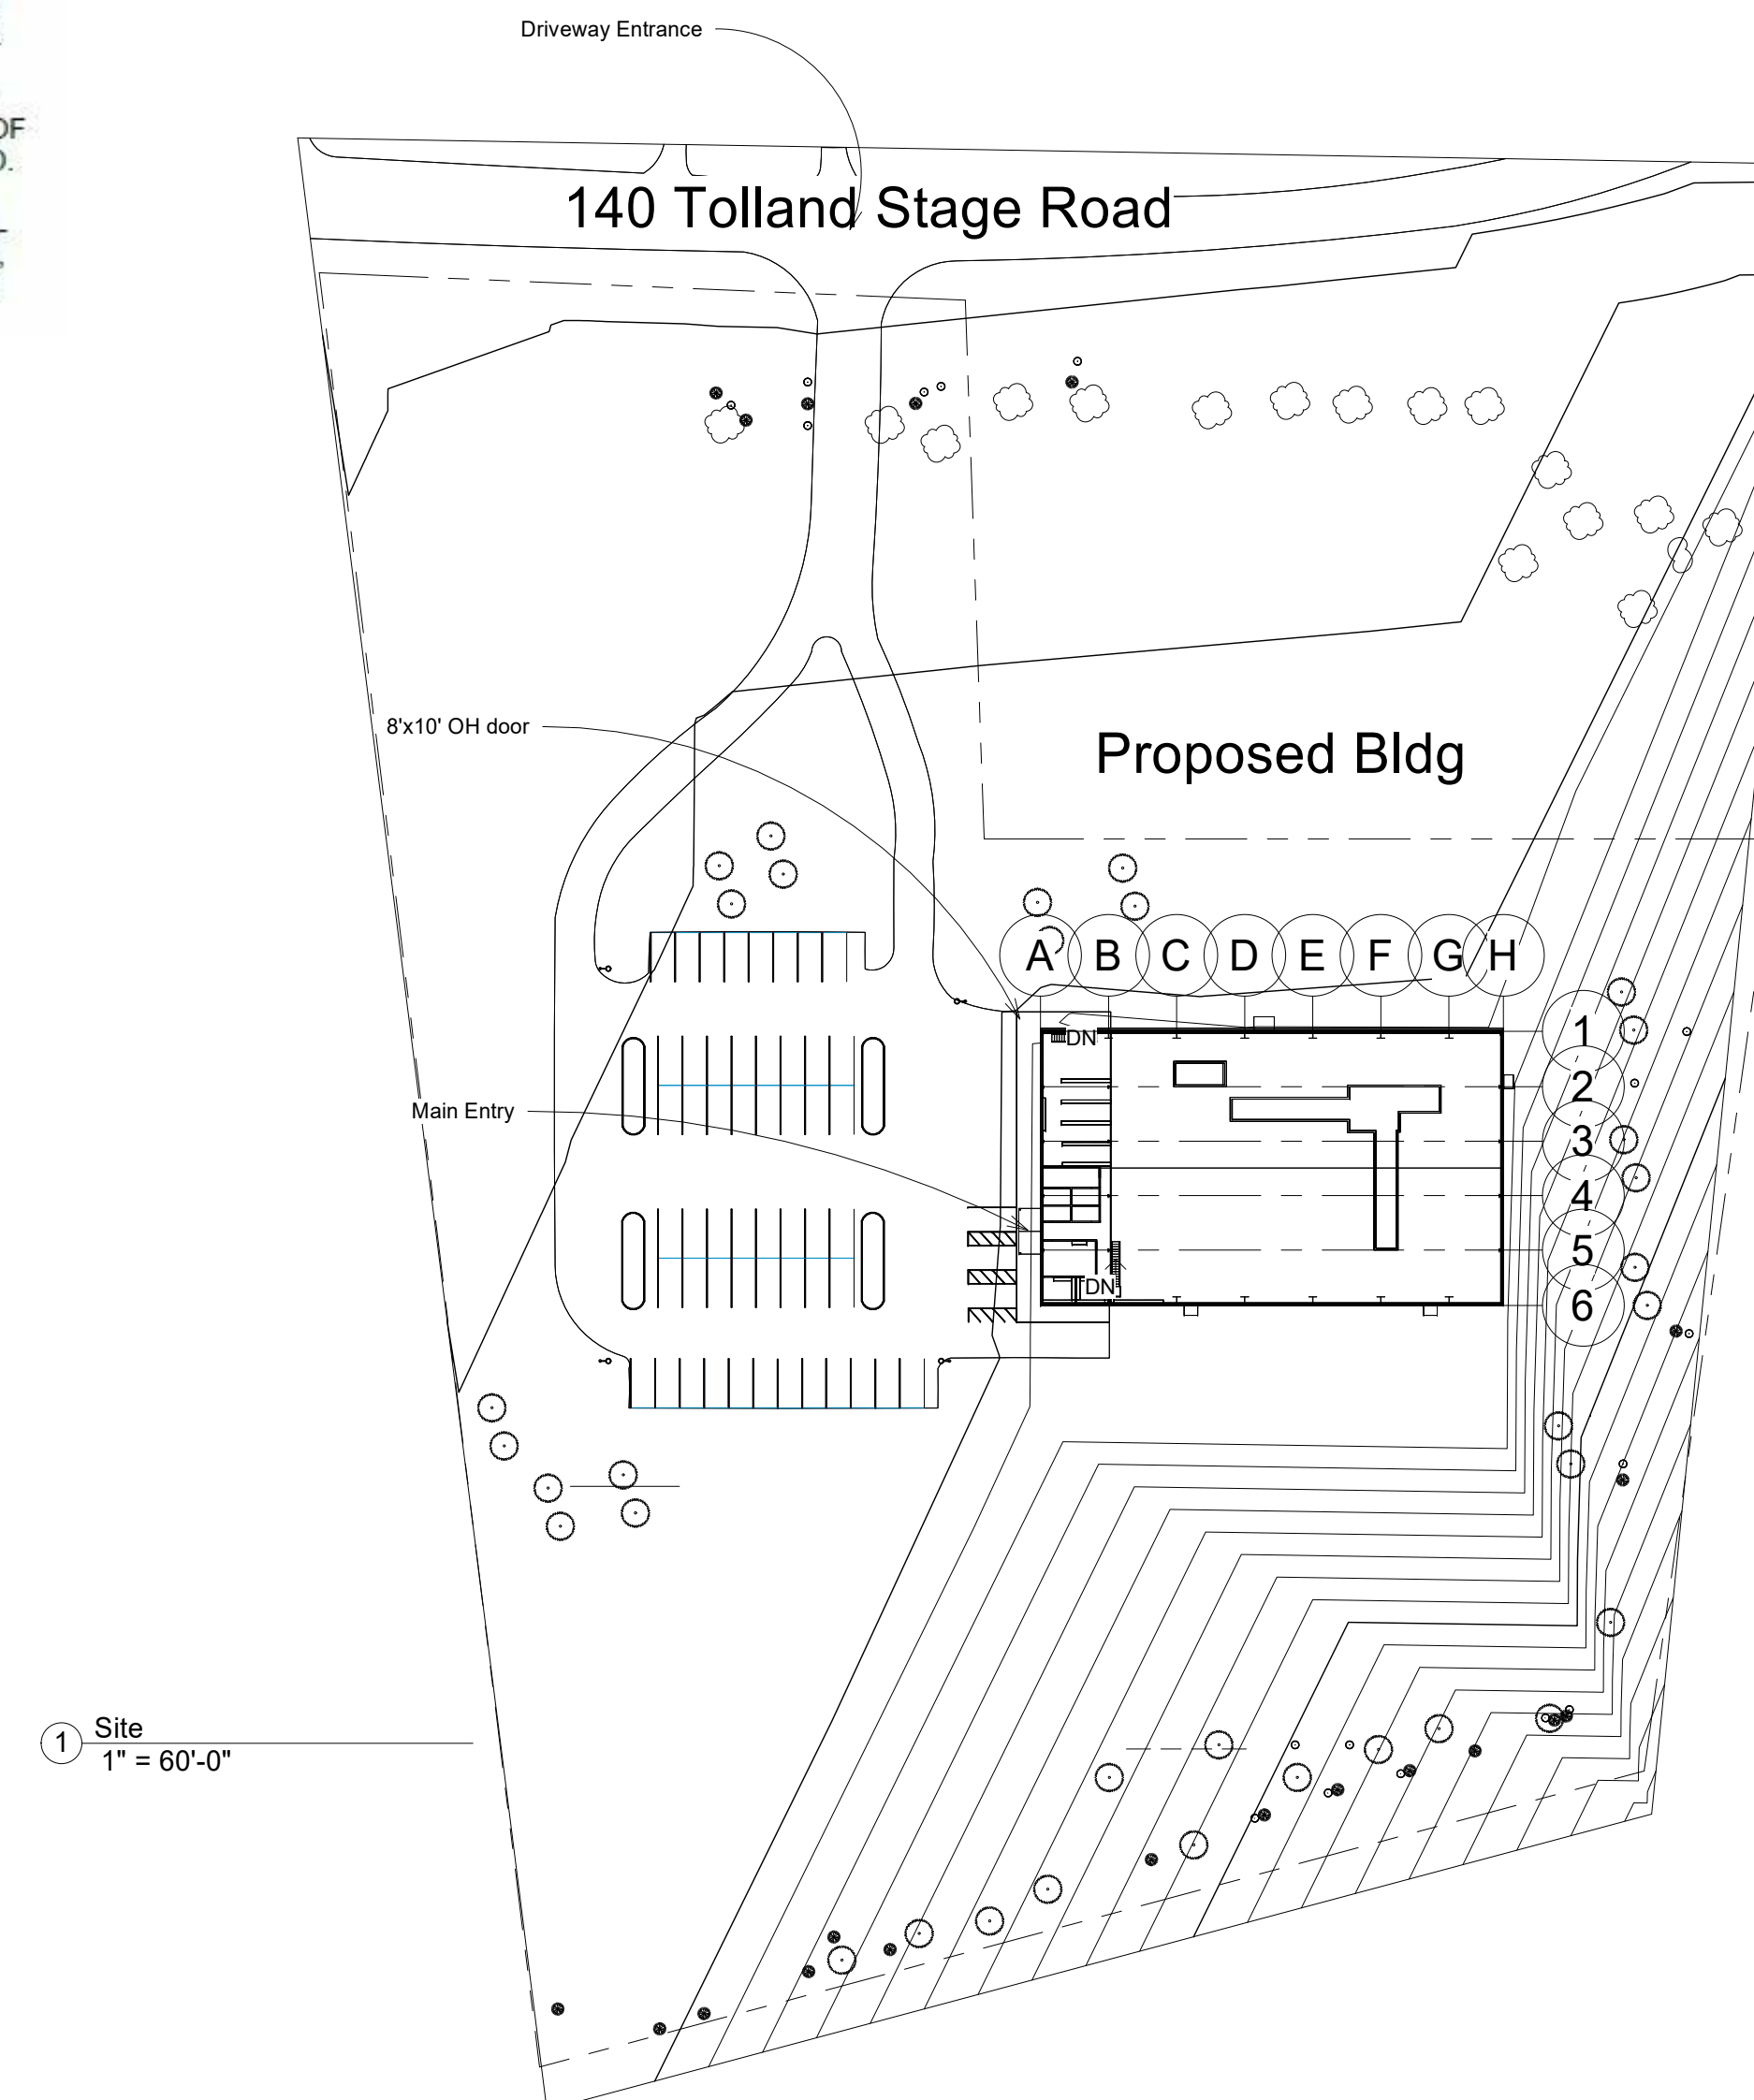 Driveway Entrance
OF
140 Tolland Stage Road
8'x10' OH door
Proposed Bldg
A B C D E F G H
1
DN
2
Main Entry
3
4
5
DN
6
1 Site
1" = 60'-0"